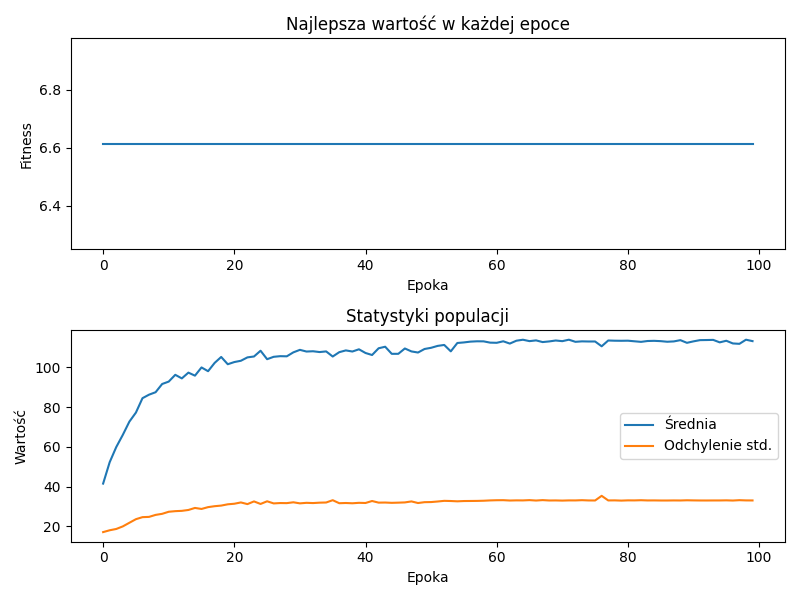 Najlepsza wartość w każdej epoce
Fitness
6.8
6.6
6.4
0 20 40 60 80 100
Epoka
Statystyki populacji
Wartość
100
80
60
40
20
Średnia
Odchylenie std.
0 20 40 60 80 100
Epoka